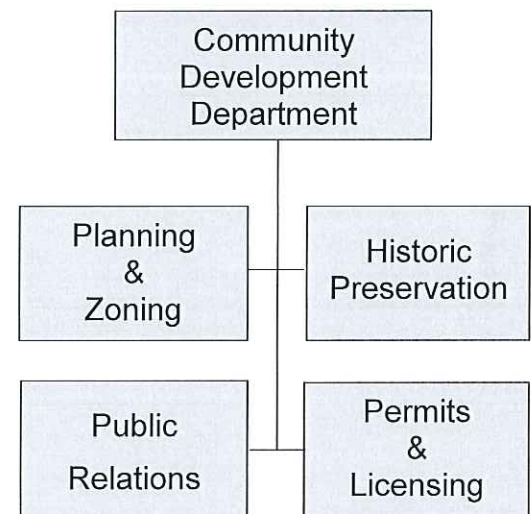 Community
Development
Department
Planning
&
Zoning
Historic
Preservation
Public
Relations
Permits
&
Licensing